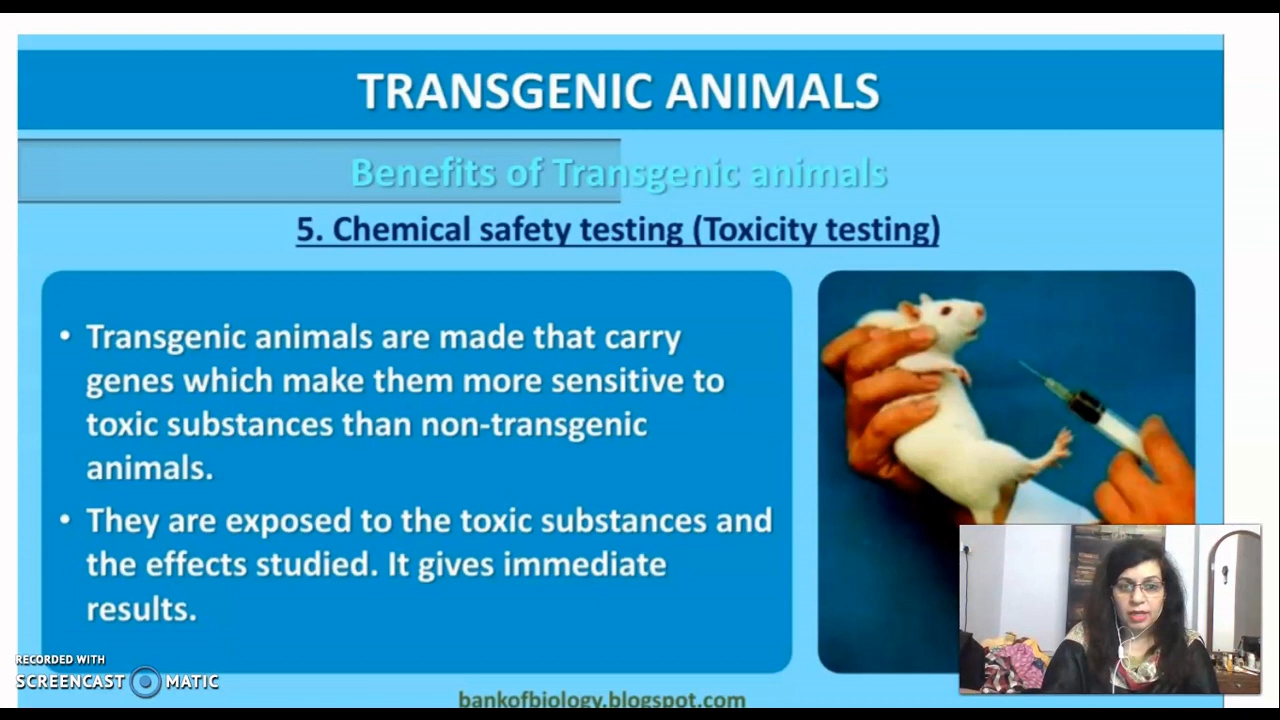 TRANSGENIC ANIMALS
Benefits of Transgenic animals
5. Chemical safety testing (Toxicity testing)
• Transgenic animals are made that carry
genes which make them more sensitive to
toxic substances than non-transgenic
animals.
• They are exposed to the toxic substances and
the effects studied. It gives immediate
results.
RECORDED WITH
SCREENCAST MATIC
bankofbiology.blogspot.com